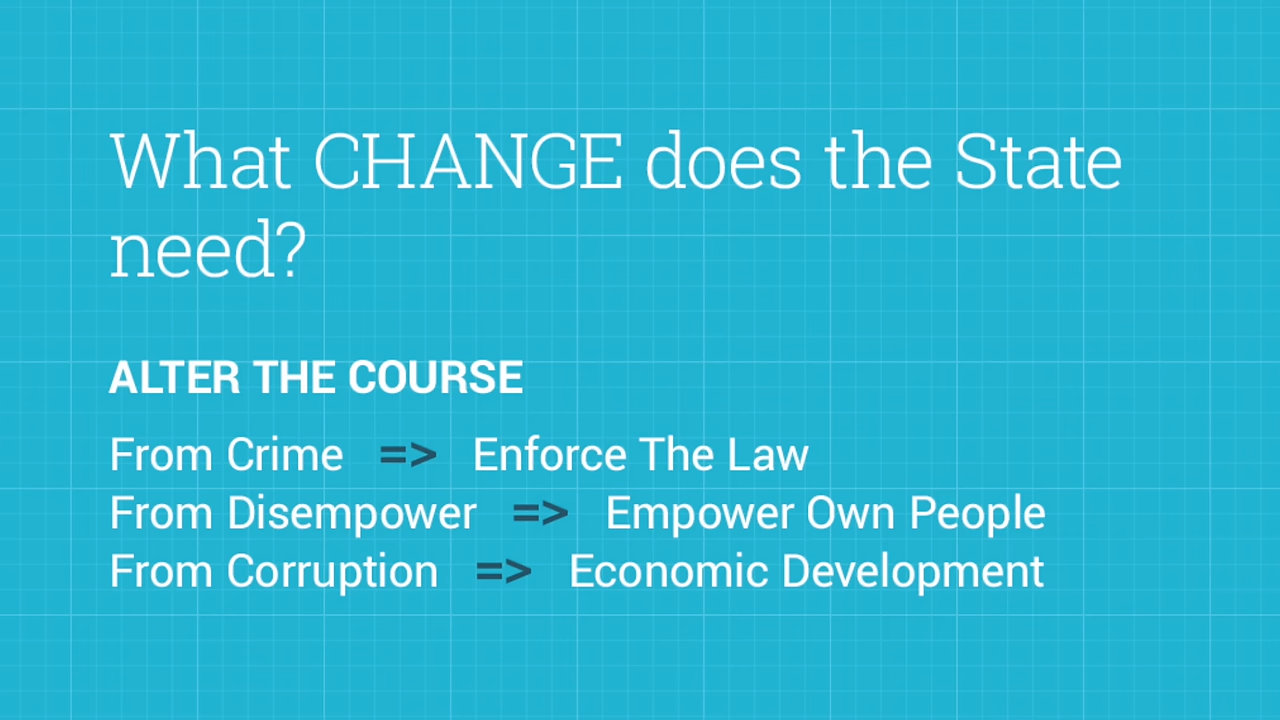 What CHANGE does the State
need?
ALTER THE COURSE
From Crime => Enforce The Law
From Disempower => Empower Own People
From Corruption => Economic Development